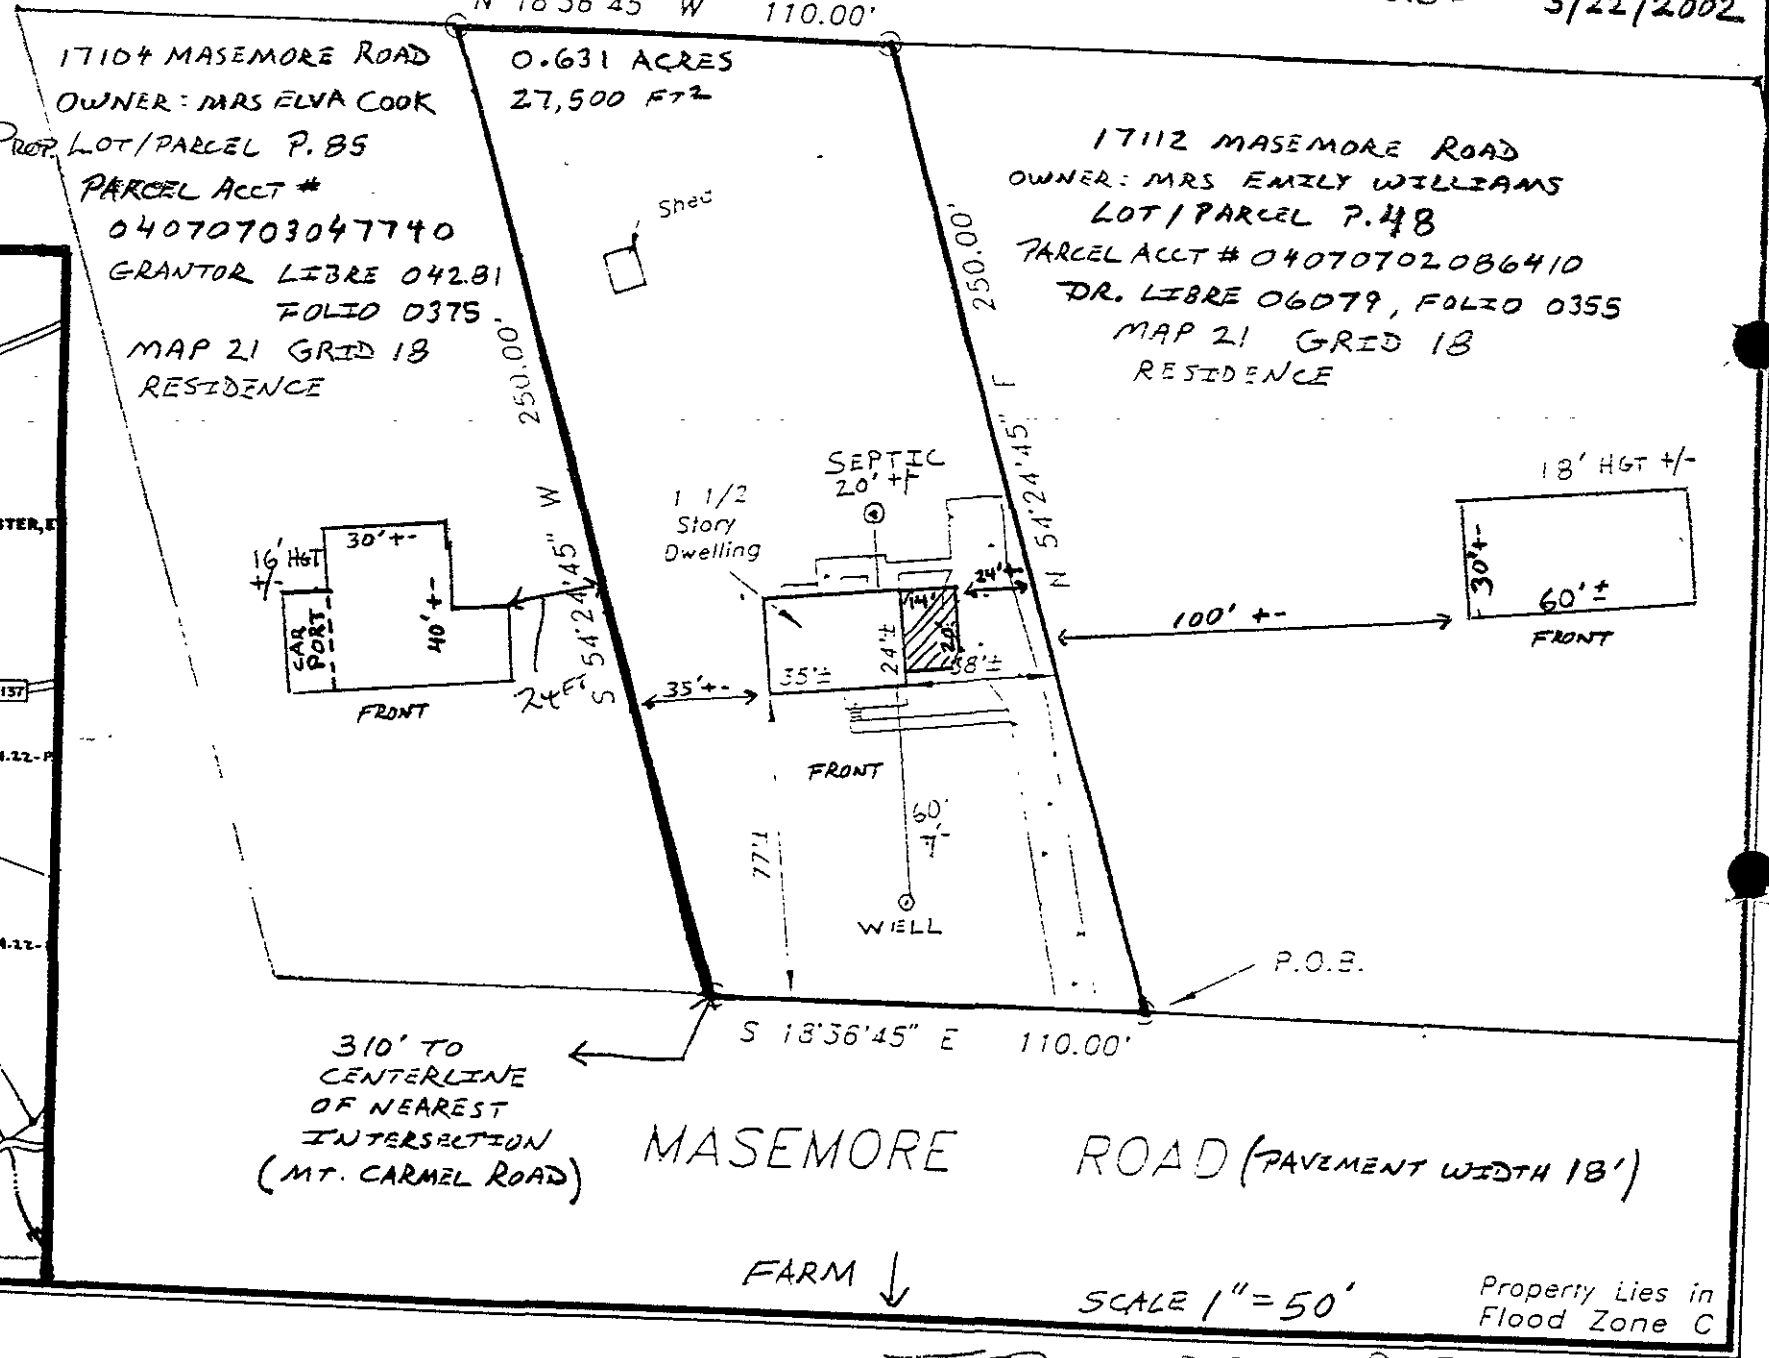 N 18°36'45" W 110.00'
5/22/2002
17104 MASEMORE ROAD
OWNER: MRS ELVA COOK
PROP. LOT/PARCEL P.85
PARCEL ACCT #
04070703047740
GRANTOR LIBRE 04281
FOLIO 0375.
MAP 21 GRID 18
RESIDENCE
0.631 ACRES
27,500 FT2
Shed
17112 MASEMORE ROAD
OWNER: MRS EMILY WILLIAMS
LOT/PARCEL P.48
PARCEL ACCT # 04070702086410
DR. LIBRE 06079, FOLIO 0355
MAP 21 GRID 18
RESIDENCE
S 54°24'45" W 250.00
N 54°24'45" E 250.00'
SEPTIC
20' +F
1 1/2
Story
Dwelling
18' HGT +/-
30'+-
60'±
FRONT
16' HGT
+/-
30'+-
40'+-
CAR
PORT
FRONT
24 FT
35'+-
35'±
24'±
14'
20'
24'+-
38'±
100' +-
FRONT
77'±
60'
WELL
P.O.B.
S 18°36'45" E 110.00'
310' TO
CENTERLINE
OF NEAREST
INTERSECTION
(MT. CARMEL ROAD)
MASEMORE ROAD (PAVEMENT WIDTH 18')
FARM ↓
SCALE 1"=50'
Property Lies in
Flood Zone C
STER,
137